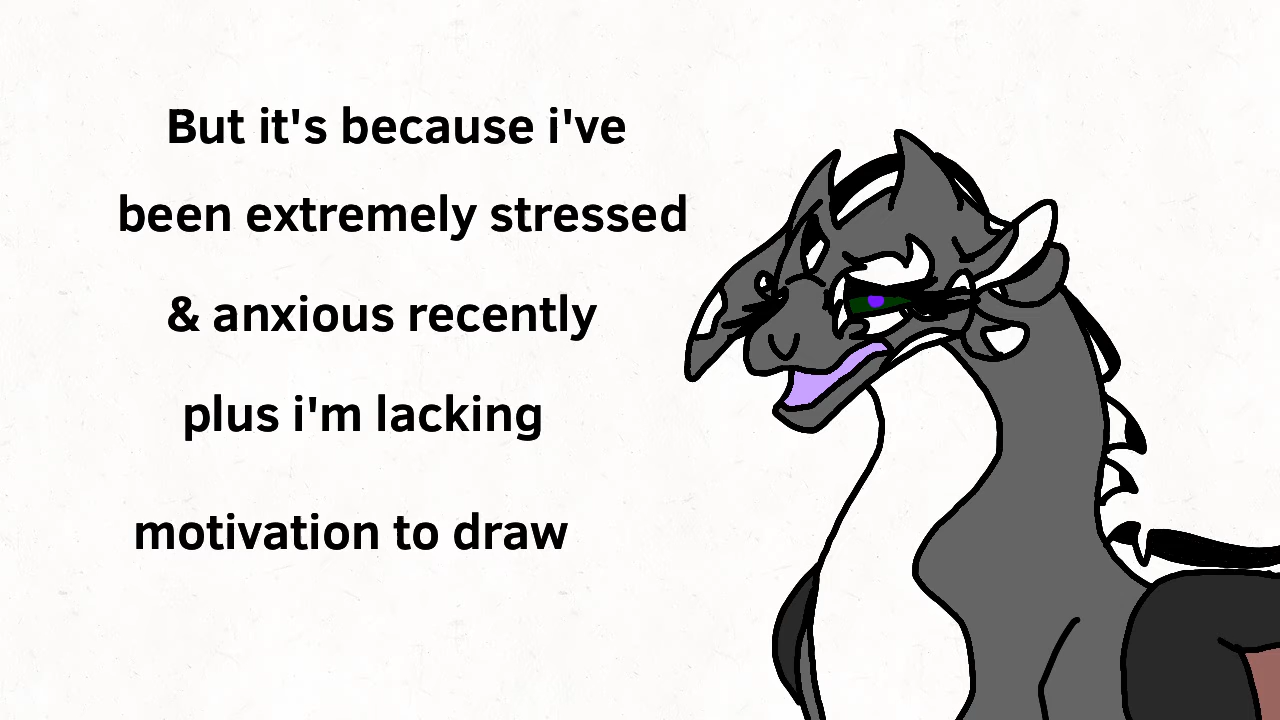 But it's because i've
been extremely stressed
& anxious recently
plus i'm lacking
motivation to draw